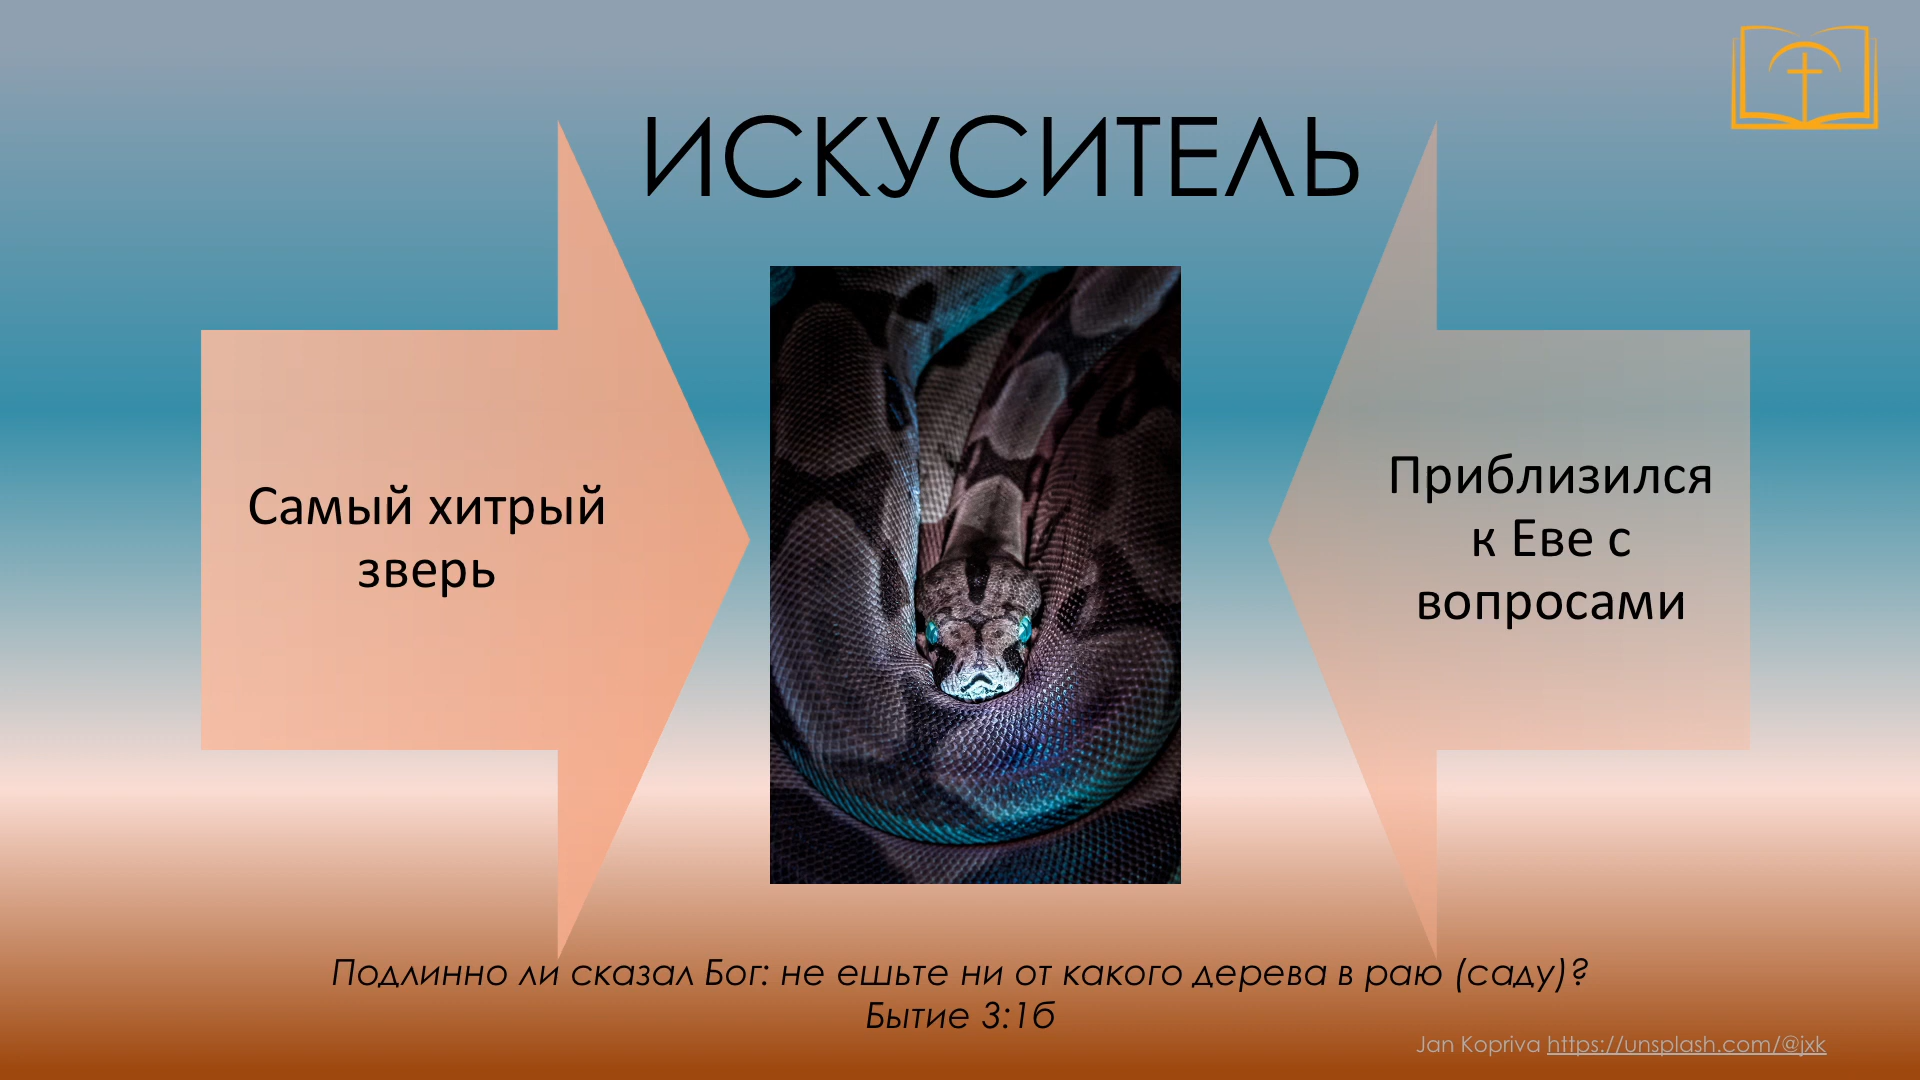 ИСКУСИТЕЛЬ
Самый хитрый
зверь
Приблизился
к Еве с
вопросами
Подлинно ли сказал Бог: не ешьте ни от какого дерева в раю (саду)?
Бытие 3:1б
Jan Kopriva https://unsplash.com/@jxk